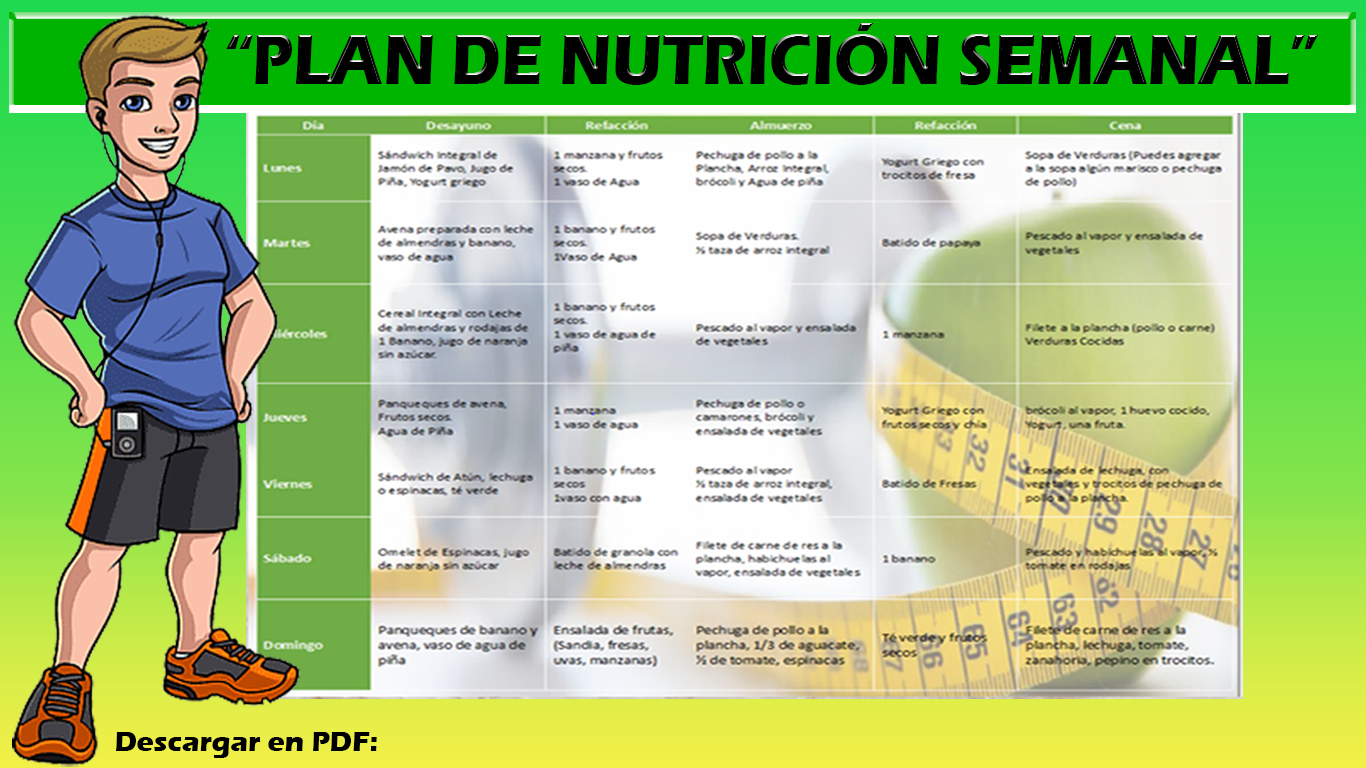 “PLAN DE NUTRICIÓN SEMANAL”
Día Desayuno Refacción Almuerzo Refacción Cena
Lunes
Sándwich Integral de
Jamón de Pavo, Jugo de
Piña, Yogurt griego
1 manzana y frutos
secos.
1 vaso de Agua
Pechuga de pollo a la
Plancha, Arroz Integral,
brócoli y Agua de piña
Yogurt Griego con
trocitos de fresa
Sopa de Verduras (Puedes agregar
a la sopa algún marisco o pechuga
de pollo)
Martes
Avena preparada con leche
de almendras y banano,
vaso de agua
1 banano y frutos
secos.
1Vaso de Agua
Sopa de Verduras.
½ taza de arroz integral
Batido de papaya
Pescado al vapor y ensalada de
vegetales
iércoles
Cereal Integral con Leche
de almendras y rodajas de
1 Banano, jugo de naranja
sin azúcar.
1 banano y frutos
secos.
1 vaso de agua de
piña
Pescado al vapor y ensalada
de vegetales
1 manzana
Filete a la plancha (pollo o carne)
Verduras Cocidas
Jueves
Panqueques de avena,
Frutos secos.
Agua de Piña
1 manzana
1 vaso de agua
Pechuga de pollo o
camarones, brócoli y
ensalada de vegetales
Yogurt Griego con
frutos secos y chía
brócoli al vapor, 1 huevo cocido,
Yogurt, una fruta.
Viernes
Sándwich de Atún, lechuga
o espinacas, té verde
1 banano y frutos
secos
1vaso con agua
Pescado al vapor
½ taza de arroz integral,
ensalada de vegetales
Batido de Fresas
Ensalada de lechuga, con
vegetales y trocitos de pechuga de
pollo a la plancha.
Sábado
Omelet de Espinacas, jugo
de naranja sin azúcar
Batido de granola con
leche de almendras
Filete de carne de res a la
plancha, habichuelas al
vapor, ensalada de vegetales
1 banano
Pescado y habichuelas al vapor, ½
tomate en rodajas
Domingo
Panqueques de banano y
avena, vaso de agua de
piña
Ensalada de frutas,
(Sandia, fresas,
uvas, manzanas)
Pechuga de pollo a la
plancha, 1/3 de aguacate,
½ de tomate, espinacas
Té verde y frutos
secos
Filete de carne de res a la
plancha, lechuga, tomate,
zanahoria, pepino en trocitos.
33 32 31 30 29 28 27
66 65 64 63 62
Descargar en PDF: